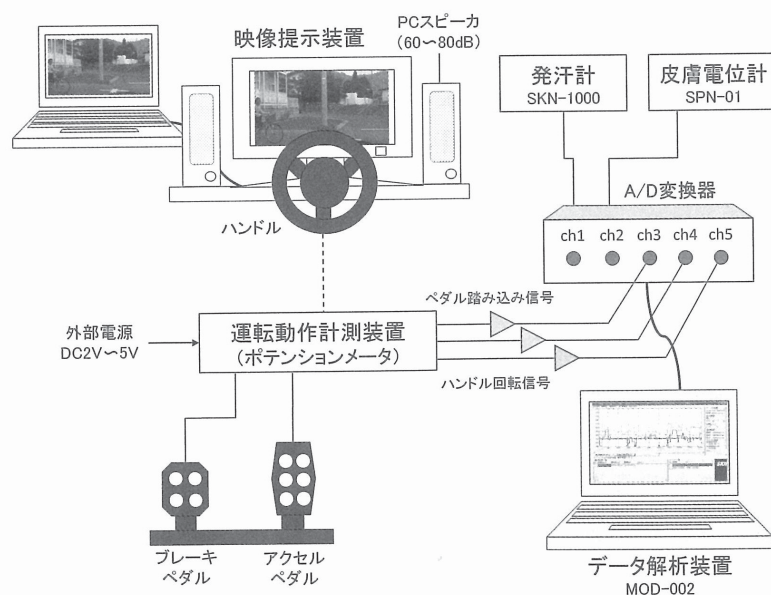 映像提示装置
PCスピーカ
(60〜80dB)
発汗計
SKN-1000
皮膚電位計
SPN-01
A/D変換器
ch1 ch2 ch3 ch4 ch5
ハンドル
ペダル踏み込み信号
外部電源
DC2V〜5V
運転動作計測装置
(ポテンションメータ)
ハンドル回転信号
ブレーキ
ペダル
アクセル
ペダル
データ解析装置
MOD-002